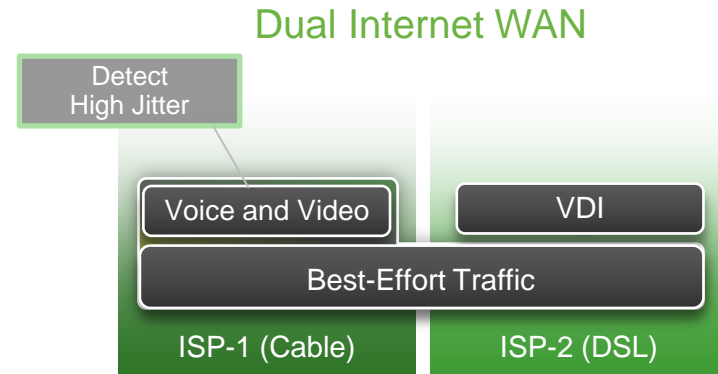 Dual Internet WAN
Detect
High Jitter
Voice and Video
VDI
Best-Effort Traffic
ISP-1 (Cable)
ISP-2 (DSL)